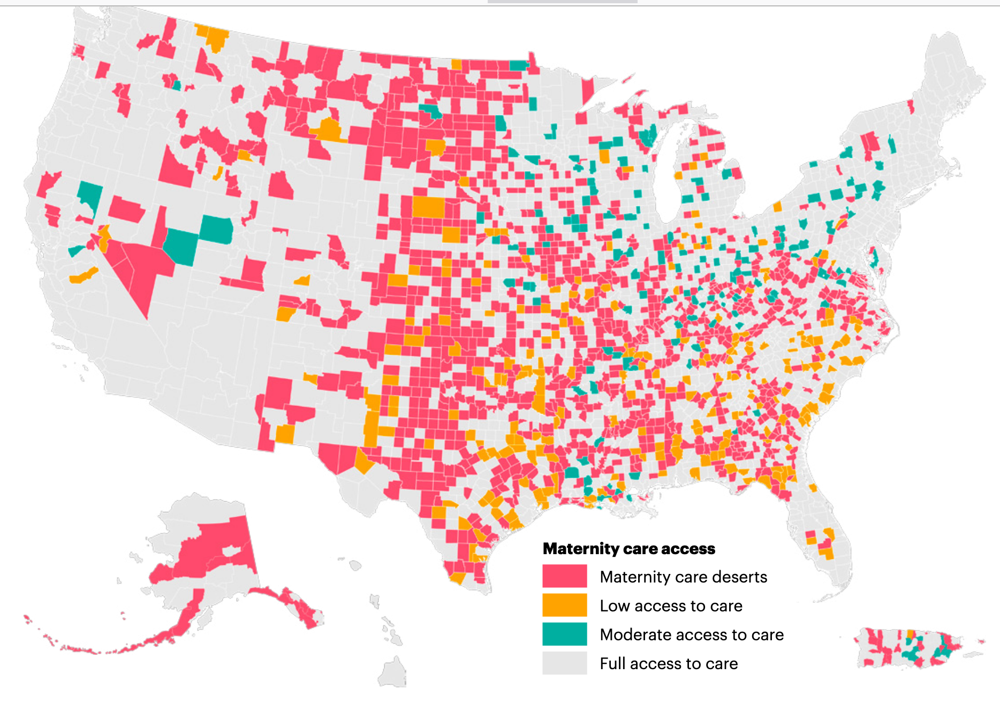 Maternity care access
Maternity care deserts
Low access to care
Moderate access to care
Full access to care